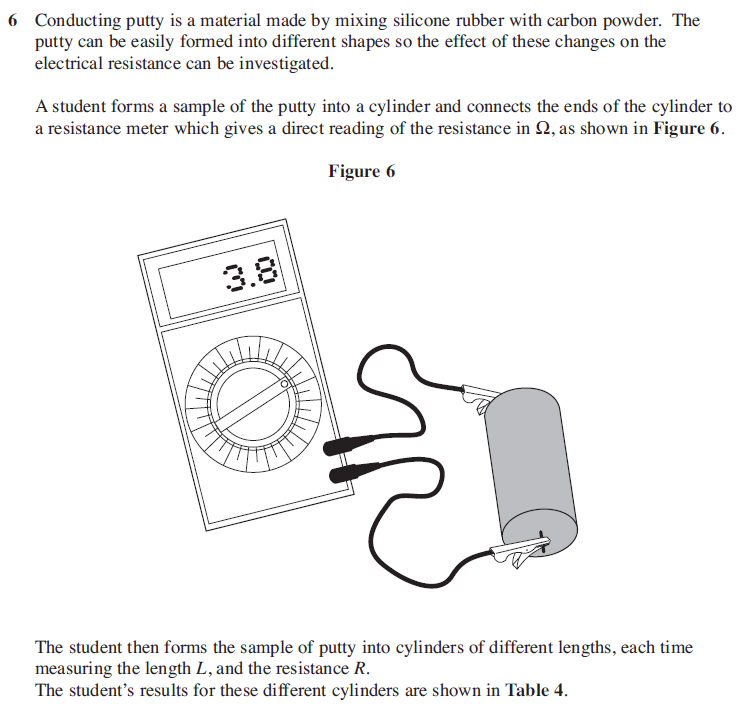 6 Conducting putty is a material made by mixing silicone rubber with carbon powder. The
putty can be easily formed into different shapes so the effect of these changes on the
electrical resistance can be investigated.
A student forms a sample of the putty into a cylinder and connects the ends of the cylinder to
a resistance meter which gives a direct reading of the resistance in Ω, as shown in Figure 6.
Figure 6
3.8
The student then forms the sample of putty into cylinders of different lengths, each time
measuring the length L, and the resistance R.
The student's results for these different cylinders are shown in Table 4.